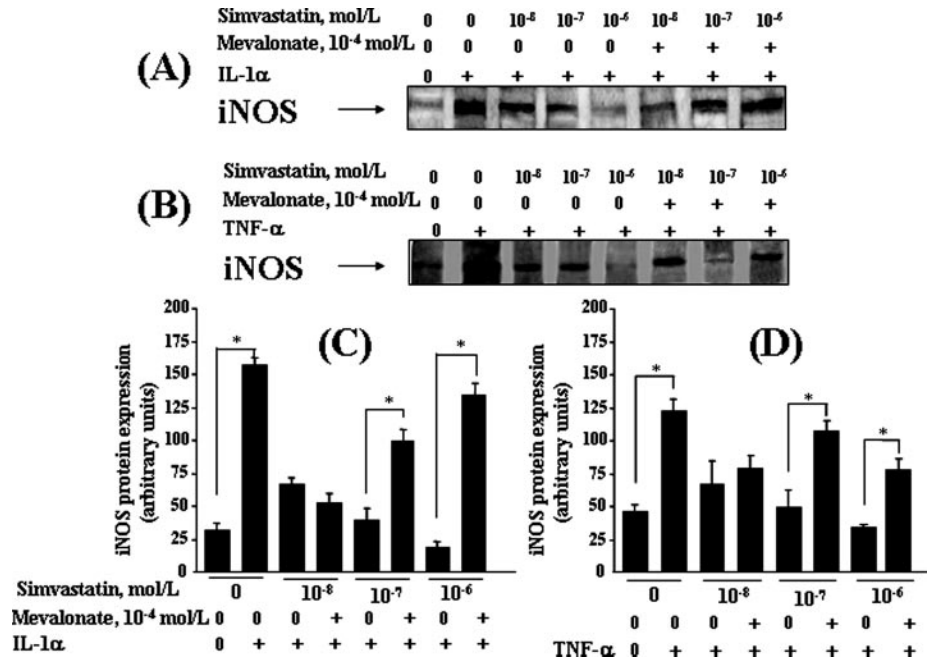 Simvastatin, mol/L 0 0 10-8 10-7 10-6 10-8 10-7 10-6
Mevalonate, 10-4 mol/L 0 0 0 0 0 + + +
(A) IL-1α 0 + + + + + + +
iNOS
Simvastatin, mol/L 0 0 10-8 10-7 10-6 10-8 10-7 10-6
Mevalonate, 10-4 mol/L 0 0 0 0 0 + + +
(B) TNF-α 0 + + + + + + +
iNOS
(C)
iNOS protein expression
(arbitrary units)
200
175
150
125
100
75
50
25
0
* * *
Simvastatin, mol/L 0 10-8 10-7 10-6
Mevalonate, 10-4 mol/L 0 0 0 + 0 + 0 +
IL-1α 0 + + + + + + +
(D)
iNOS protein expression
(arbitrary units)
200
175
150
125
100
75
50
25
0
* * *
0 10-8 10-7 10-6
0 0 0 + 0 + 0 +
TNF-α 0 + + + + + + +